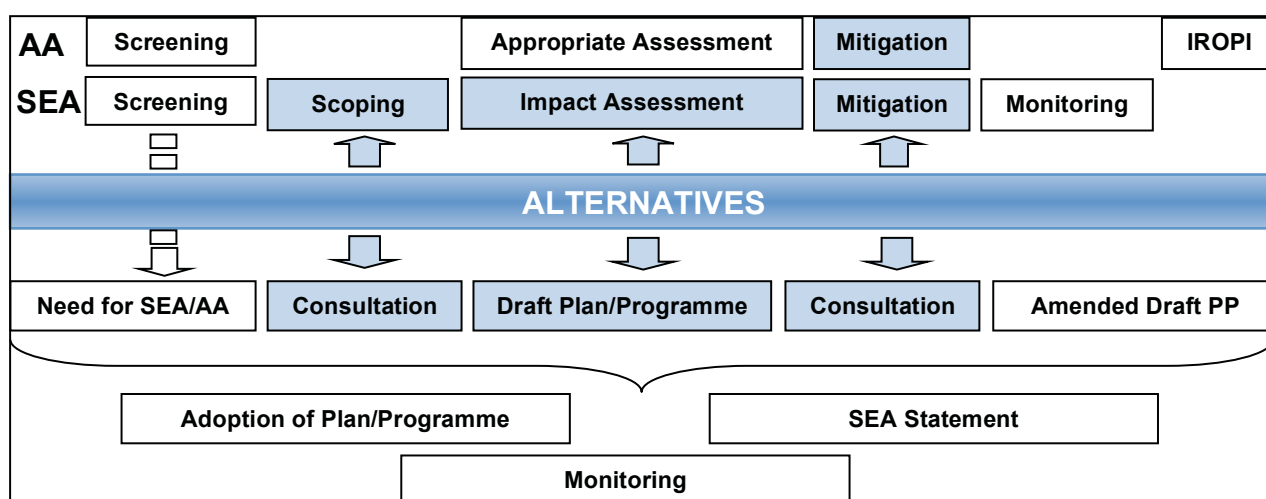 AA Screening Appropriate Assessment Mitigation IROPI
SEA Screening Scoping Impact Assessment Mitigation Monitoring
ALTERNATIVES
Need for SEA/AA Consultation Draft Plan/Programme Consultation Amended Draft PP
Adoption of Plan/Programme SEA Statement
Monitoring